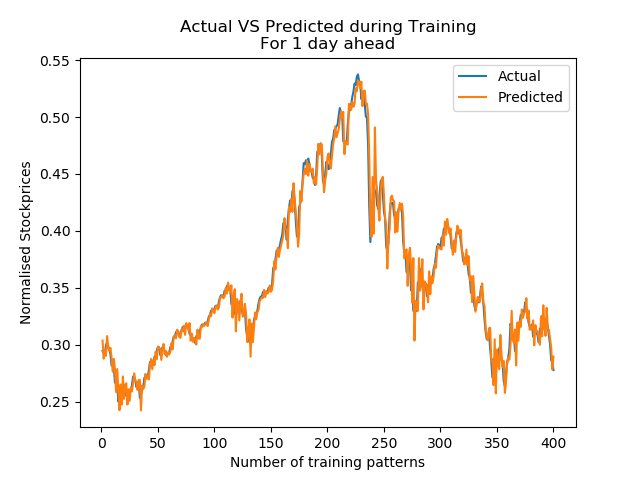 Actual VS Predicted during Training
For 1 day ahead
Actual
Predicted
Normalised Stockprices
0.55
0.50
0.45
0.40
0.35
0.30
0.25
0 50 100 150 200 250 300 350 400
Number of training patterns